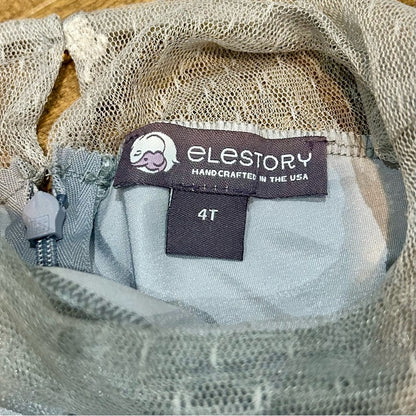 eLeSTORY
HANDCRAFTED IN THE USA
4T